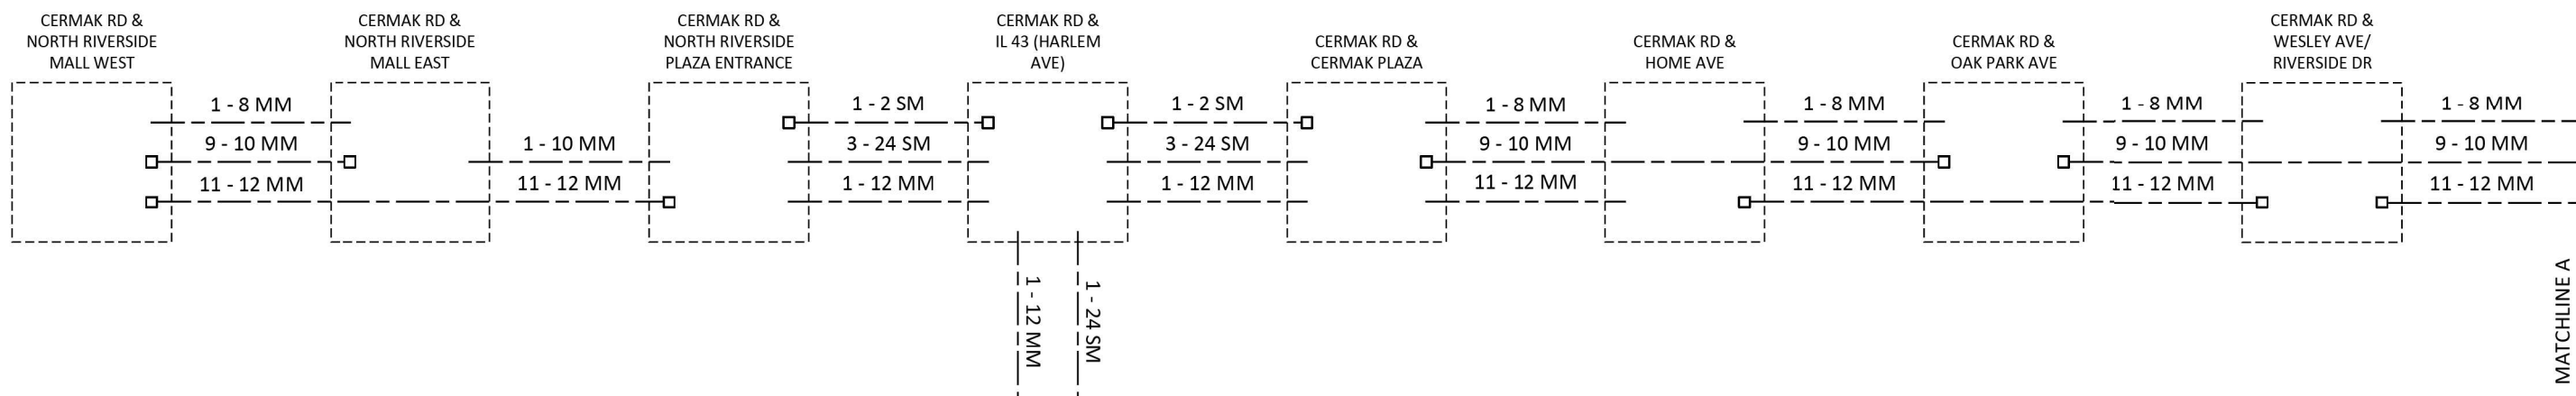 CERMAK RD &
NORTH RIVERSIDE
MALL WEST
CERMAK RD &
NORTH RIVERSIDE
MALL EAST
CERMAK RD &
NORTH RIVERSIDE
PLAZA ENTRANCE
CERMAK RD &
IL 43 (HARLEM
AVE)
CERMAK RD &
CERMAK PLAZA
CERMAK RD &
HOME AVE
CERMAK RD &
OAK PARK AVE
CERMAK RD &
WESLEY AVE/
RIVERSIDE DR
1 - 8 MM
9 - 10 MM
11 - 12 MM
1 - 10 MM
11 - 12 MM
1 - 2 SM
3 - 24 SM
1 - 12 MM
1 - 2 SM
3 - 24 SM
1 - 12 MM
1 - 8 MM
9 - 10 MM
11 - 12 MM
1 - 8 MM
9 - 10 MM
11 - 12 MM
1 - 8 MM
9 - 10 MM
11 - 12 MM
1 - 8 MM
9 - 10 MM
11 - 12 MM
1 - 12 MM
1 - 24 SM
MATCHLINE A